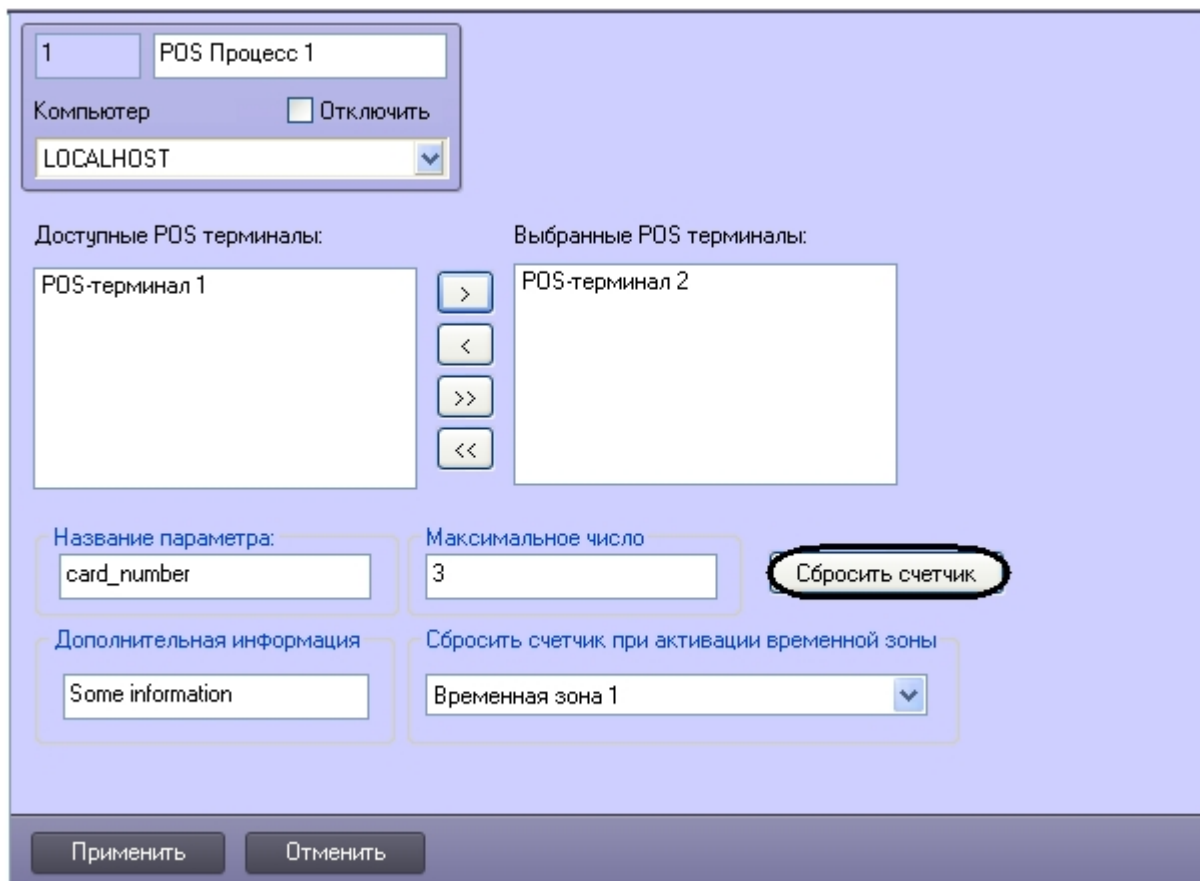 1
POS Процесс 1
Компьютер
Отключить
LOCALHOST
Доступные POS терминалы:
Выбранные POS терминалы:
POS-терминал 1
POS-терминал 2
>
<
>>
<<
Название параметра:
Максимальное число
card_number
3
Сбросить счетчик
Дополнительная информация
Сбросить счетчик при активации временной зоны
Some information
Временная зона 1
Применить
Отменить